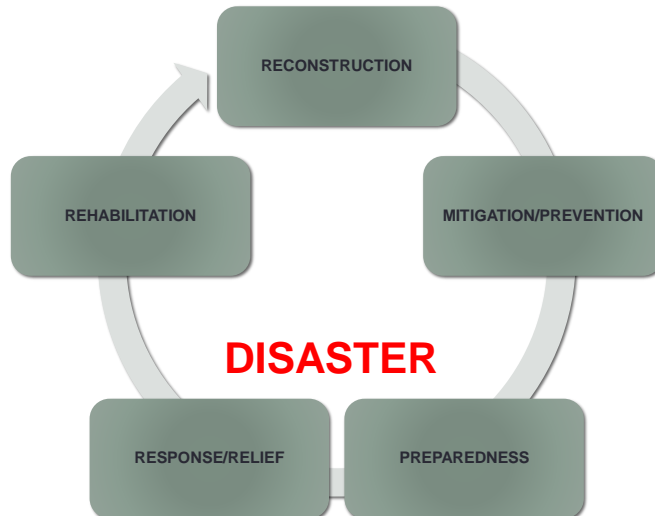 RECONSTRUCTION
REHABILITATION
MITIGATION/PREVENTION
DISASTER
RESPONSE/RELIEF
PREPAREDNESS